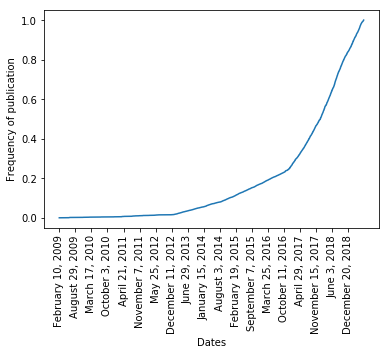 1.0
0.8
0.6
0.4
0.2
0.0
Frequency of publication
February 10, 2009
August 29, 2009
March 17, 2010
October 3, 2010
April 21, 2011
November 7, 2011
May 25, 2012
December 11, 2012
June 29, 2013
January 15, 2014
August 3, 2014
February 19, 2015
September 7, 2015
March 25, 2016
October 11, 2016
April 29, 2017
November 15, 2017
June 3, 2018
December 20, 2018
Dates